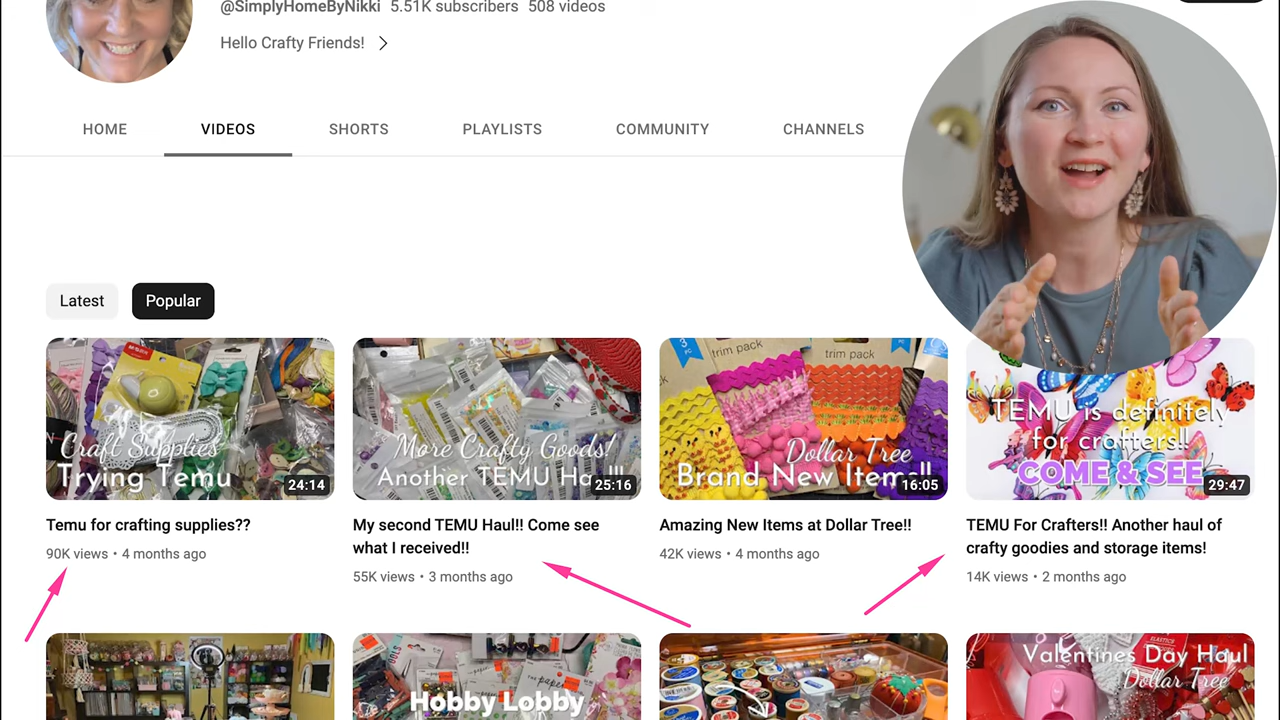 @SimplyHomeByNikki 5.51K subscribers 508 videos
Hello Crafty Friends!
HOME VIDEOS SHORTS PLAYLISTS COMMUNITY CHANNELS
Latest Popular
Craft Supplies
Trying Temu
24:14
More Crafty Goods!
Another TEMU Ha
25:16
trim pack
trim pack
Dollar Tree
Brand New Item
!!
16:05
TEMU is definitely
for crafters!!
COME & SEE
29:47
Temu for crafting supplies??
90K views • 4 months ago
My second TEMU Haul!! Come see
what I received!!
55K views • 3 months ago
Amazing New Items at Dollar Tree!!
42K views • 4 months ago
TEMU For Crafters!! Another haul of
crafty goodies and storage items!
14K views • 2 months ago
Hobby Lobby
Valentines Day Haul
Dollar Tree